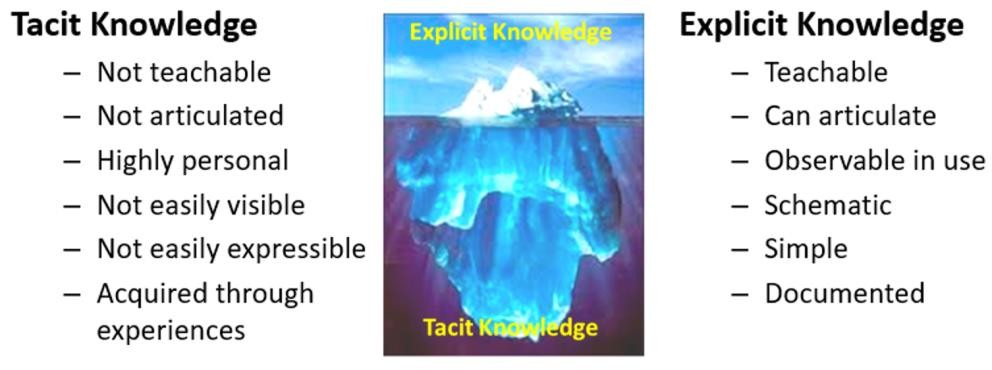 Tacit Knowledge
– Not teachable
– Not articulated
– Highly personal
– Not easily visible
– Not easily expressible
– Acquired through
experiences
Explicit Knowledge
Tacit Knowledge
Explicit Knowledge
– Teachable
– Can articulate
– Observable in use
– Schematic
– Simple
– Documented